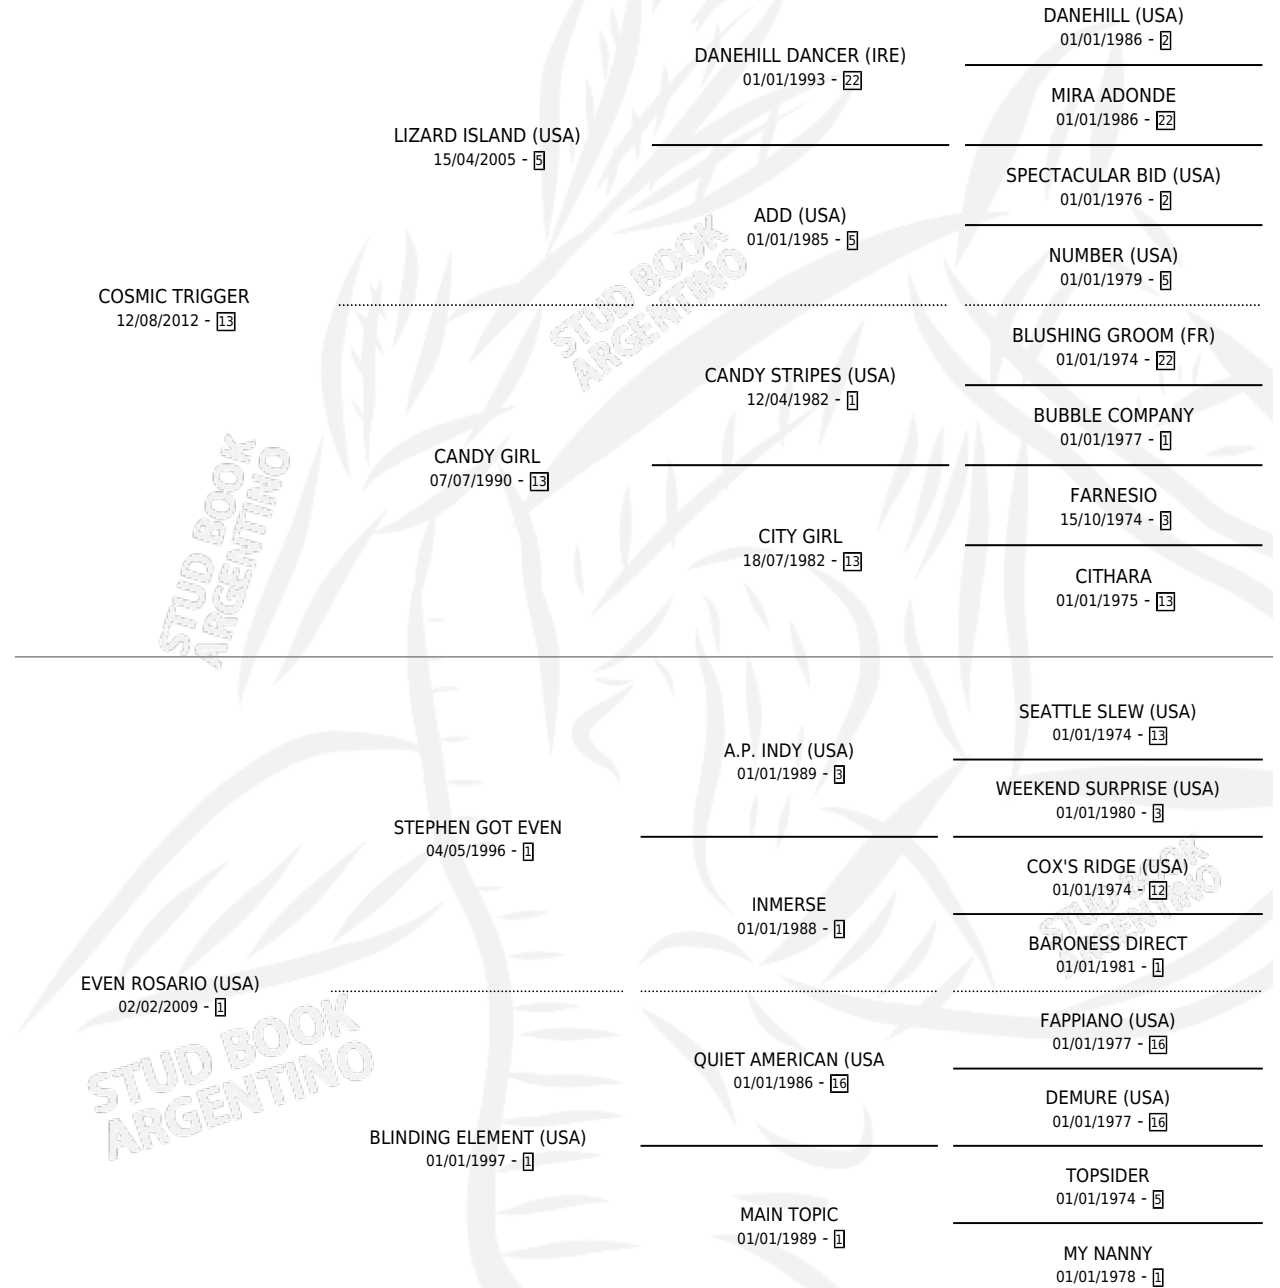 DANEHILL (USA)
01/01/1986 - 2
DANEHILL DANCER (IRE)
01/01/1993 - 22
MIRA ADONDE
01/01/1986 - 22
LIZARD ISLAND (USA)
15/04/2005 - 5
SPECTACULAR BID (USA)
01/01/1976 - 2
ADD (USA)
01/01/1985 - 5
NUMBER (USA)
01/01/1979 - 5
COSMIC TRIGGER
12/08/2012 - 13
BLUSHING GROOM (FR)
01/01/1974 - 22
CANDY STRIPES (USA)
12/04/1982 - 1
BUBBLE COMPANY
01/01/1977 - 1
CANDY GIRL
07/07/1990 - 13
FARNESIO
15/10/1974 - 3
CITY GIRL
18/07/1982 - 13
CITHARA
01/01/1975 - 13
SEATTLE SLEW (USA)
01/01/1974 - 13
A.P. INDY (USA)
01/01/1989 - 3
WEEKEND SURPRISE (USA)
01/01/1980 - 3
STEPHEN GOT EVEN
04/05/1996 - 1
COX'S RIDGE (USA)
01/01/1974 - 12
INMERSE
01/01/1988 - 1
BARONESS DIRECT
01/01/1981 - 1
EVEN ROSARIO (USA)
02/02/2009 - 1
FAPPIANO (USA)
01/01/1977 - 16
QUIET AMERICAN (USA
01/01/1986 - 16
DEMURE (USA)
01/01/1977 - 16
BLINDING ELEMENT (USA)
01/01/1997 - 1
TOPSIDER
01/01/1974 - 5
MAIN TOPIC
01/01/1989 - 1
MY NANNY
01/01/1978 - 1
STUD BOOK
ARGENTINO
STUD BOOK
ARGENTINO
STUD BOOK
ARGENTINO
STUD BOOK
ARGENTINO